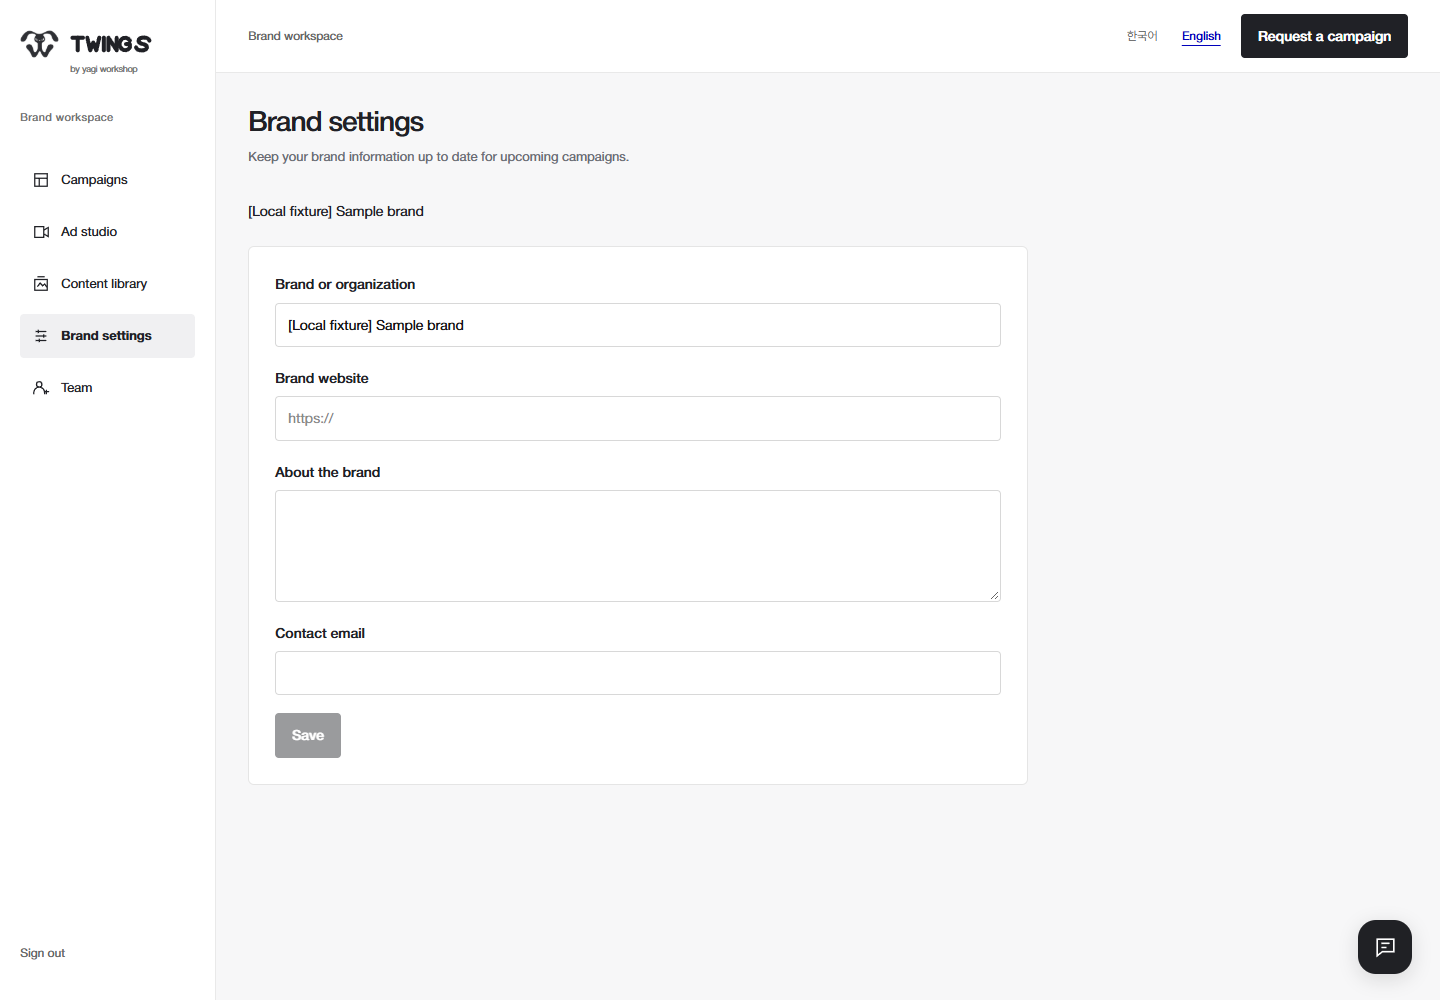 TWINGS
by yagi workshop
Brand workspace
Campaigns
Ad studio
Content library
Brand settings
Team
Sign out
Brand workspace
한국어
English
Request a campaign
Brand settings
Keep your brand information up to date for upcoming campaigns.
[Local fixture] Sample brand
Brand or organization
[Local fixture] Sample brand
Brand website
https://
About the brand
Contact email
Save